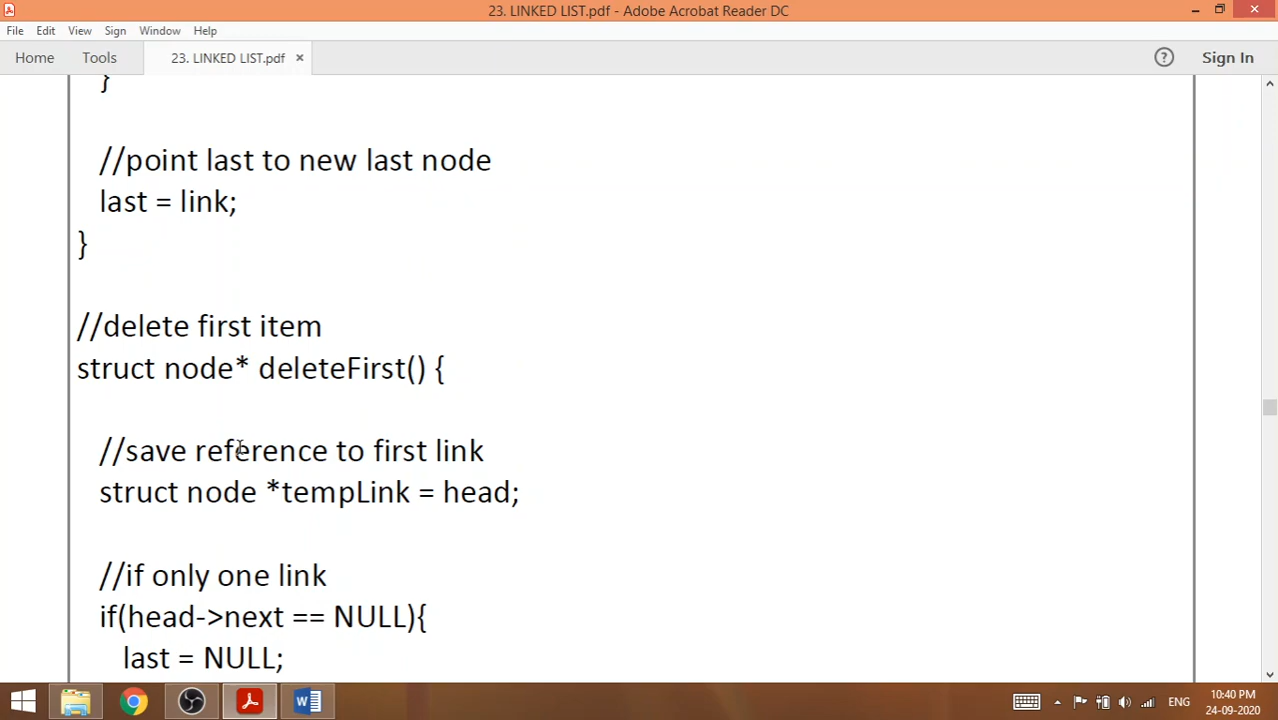 23. LINKED LIST.pdf - Adobe Acrobat Reader DC
File Edit View Sign Window Help
Home Tools 23. LINKED LIST.pdf × ? Sign In
}
//point last to new last node
last = link;
}
//delete first item
struct node* deleteFirst() {
//save reference to first link
struct node *tempLink = head;
//if only one link
if(head->next == NULL){
last = NULL;
W ENG 10:40 PM
24-09-2020